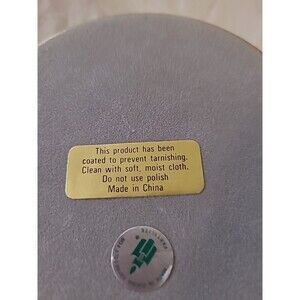 This product has been
coated to prevent tarnishing.
Clean with soft, moist cloth.
Do not use polish
Made in China